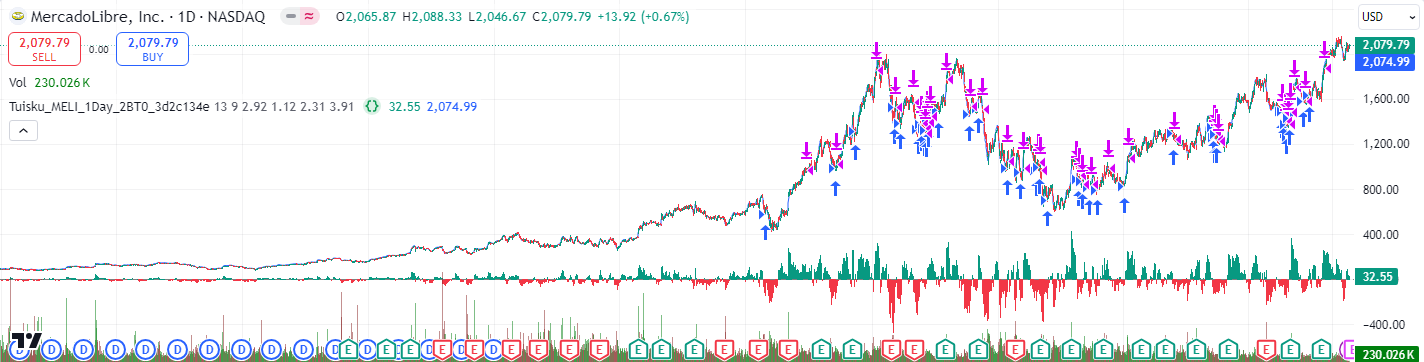 MercadoLibre, Inc. · 1D · NASDAQ O2,065.87 H2,088.33 L2,046.67 C2,079.79 +13.92 (+0.67%) USD
2,079.79 SELL 0.00 2,079.79 BUY
2,079.79
2,074.99
Vol 230.026 K
Tuisku_MELI_1Day_2BT0_3d2c134e 13 9 2.92 1.12 2.31 3.91 {} 32.55 2,074.99
1,600.00
1,200.00
800.00
400.00
32.55
−400.00
D D D D D D D D D D E D E E D E D E D E E E E E E E E E E E E E E E E E E E E E E E E E E E
230.026 K